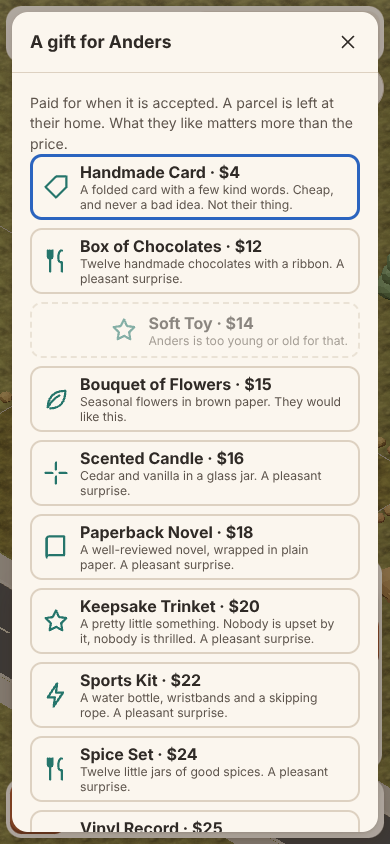 A gift for Anders
Paid for when it is accepted. A parcel is left at
their home. What they like matters more than the
price.
Handmade Card · $4
A folded card with a few kind words. Cheap,
and never a bad idea. Not their thing.
Box of Chocolates · $12
Twelve handmade chocolates with a ribbon. A
pleasant surprise.
Soft Toy · $14
Anders is too young or old for that.
Bouquet of Flowers · $15
Seasonal flowers in brown paper. They would
like this.
Scented Candle · $16
Cedar and vanilla in a glass jar. A pleasant
surprise.
Paperback Novel · $18
A well-reviewed novel, wrapped in plain
paper. A pleasant surprise.
Keepsake Trinket · $20
A pretty little something. Nobody is upset by
it, nobody is thrilled. A pleasant surprise.
Sports Kit · $22
A water bottle, wristbands and a skipping
rope. A pleasant surprise.
Spice Set · $24
Twelve little jars of good spices. A pleasant
surprise.
Vinyl Record · $25